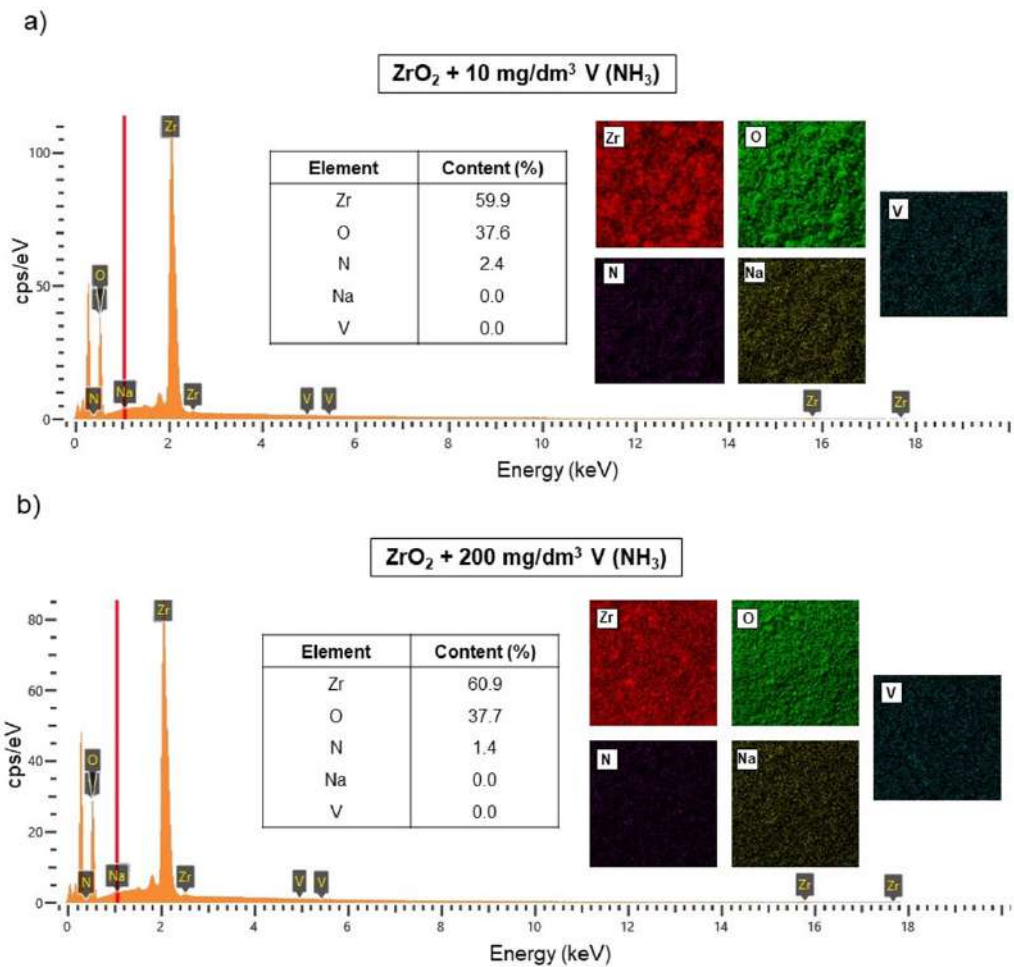 a)
ZrO₂ + 10 mg/dm³ V (NH₃)
Zr
100
50
0
cps/eV
O
V
N
Na
Zr
V
V
Zr
Zr
Element Content (%)
Zr 59.9
O 37.6
N 2.4
Na 0.0
V 0.0
Zr
O
V
N
Na
0 2 4 6 8 10 12 14 16 18
Energy (keV)
b)
ZrO₂ + 200 mg/dm³ V (NH₃)
Zr
80
60
40
20
0
cps/eV
O
V
N
Na
Zr
V
V
Zr
Zr
Element Content (%)
Zr 60.9
O 37.7
N 1.4
Na 0.0
V 0.0
Zr
O
V
N
Na
0 2 4 6 8 10 12 14 16 18
Energy (keV)